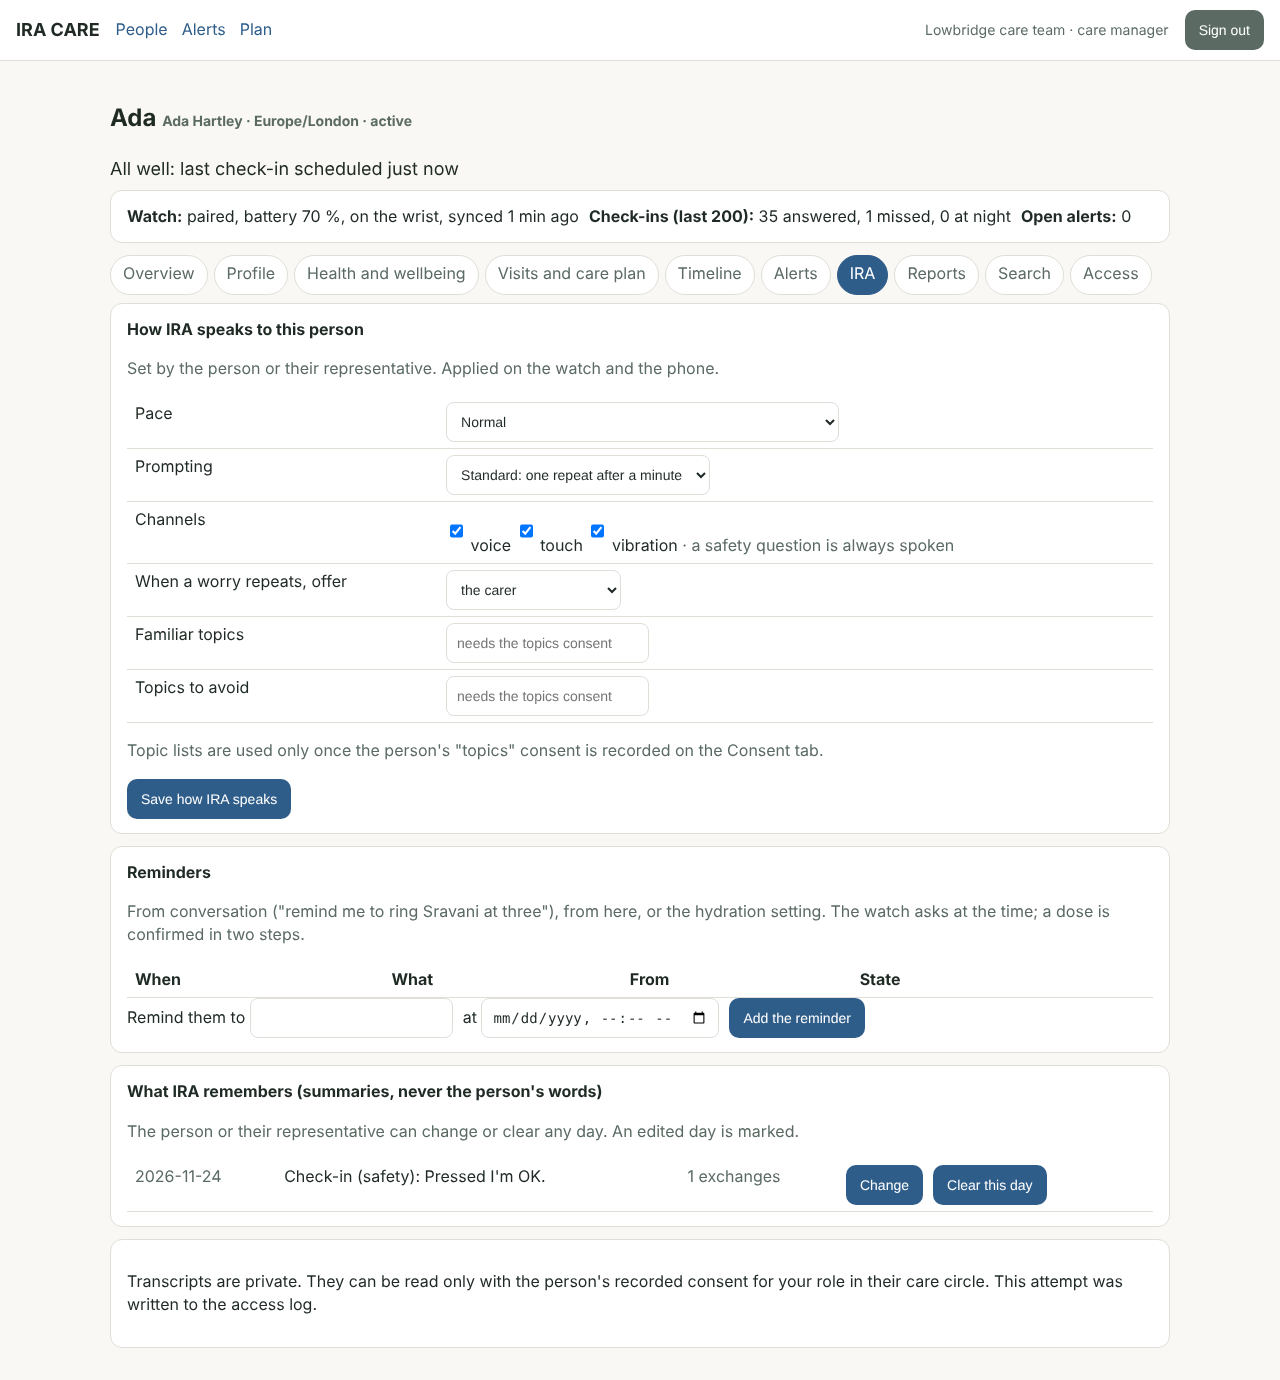 IRA CARE People Alerts Plan Lowbridge care team · care manager Sign out
Ada Ada Hartley · Europe/London · active
All well: last check-in scheduled just now
Watch: paired, battery 70 %, on the wrist, synced 1 min ago Check-ins (last 200): 35 answered, 1 missed, 0 at night Open alerts: 0
Overview Profile Health and wellbeing Visits and care plan Timeline Alerts IRA Reports Search Access
How IRA speaks to this person
Set by the person or their representative. Applied on the watch and the phone.
Pace Normal
Prompting Standard: one repeat after a minute
Channels voice touch vibration · a safety question is always spoken
When a worry repeats, offer the carer
Familiar topics needs the topics consent
Topics to avoid needs the topics consent
Topic lists are used only once the person's "topics" consent is recorded on the Consent tab.
Save how IRA speaks
Reminders
From conversation ("remind me to ring Sravani at three"), from here, or the hydration setting. The watch asks at the time; a dose is
confirmed in two steps.
When What From State
Remind them to at mm/dd/yyyy, --:-- -- Add the reminder
What IRA remembers (summaries, never the person's words)
The person or their representative can change or clear any day. An edited day is marked.
2026-11-24 Check-in (safety): Pressed I'm OK. 1 exchanges Change Clear this day
Transcripts are private. They can be read only with the person's recorded consent for your role in their care circle. This attempt was
written to the access log.